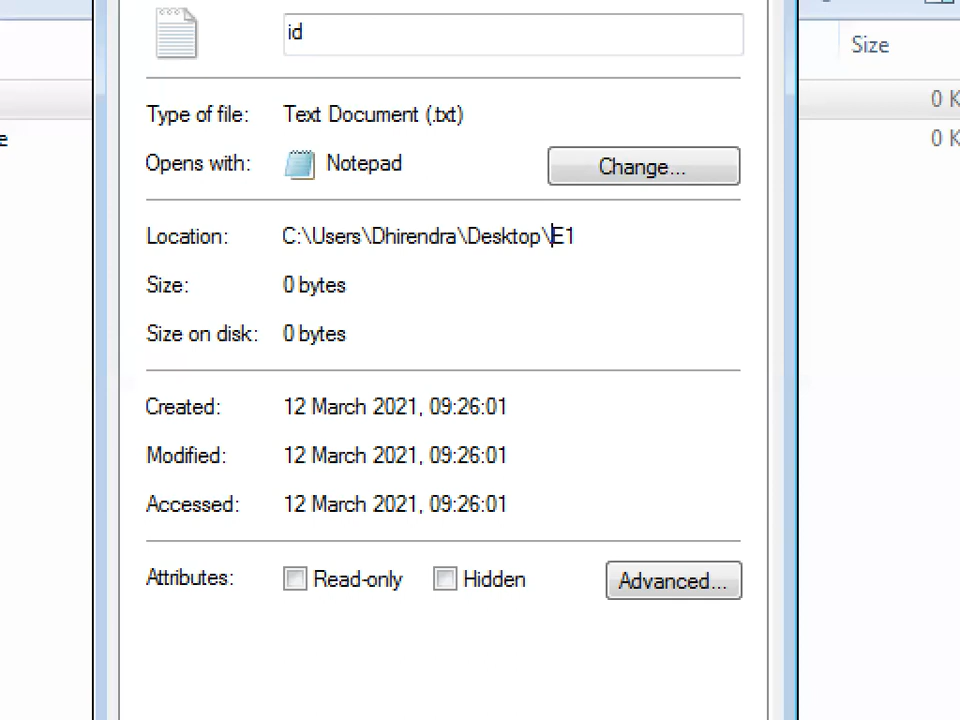 id
Size
Type of file: Text Document (.txt)
0 K
e
0 K
Opens with: Notepad Change...
Location: C:\Users\Dhirendra\Desktop\E1
Size: 0 bytes
Size on disk: 0 bytes
Created: 12 March 2021, 09:26:01
Modified: 12 March 2021, 09:26:01
Accessed: 12 March 2021, 09:26:01
Attributes: Read-only Hidden Advanced...